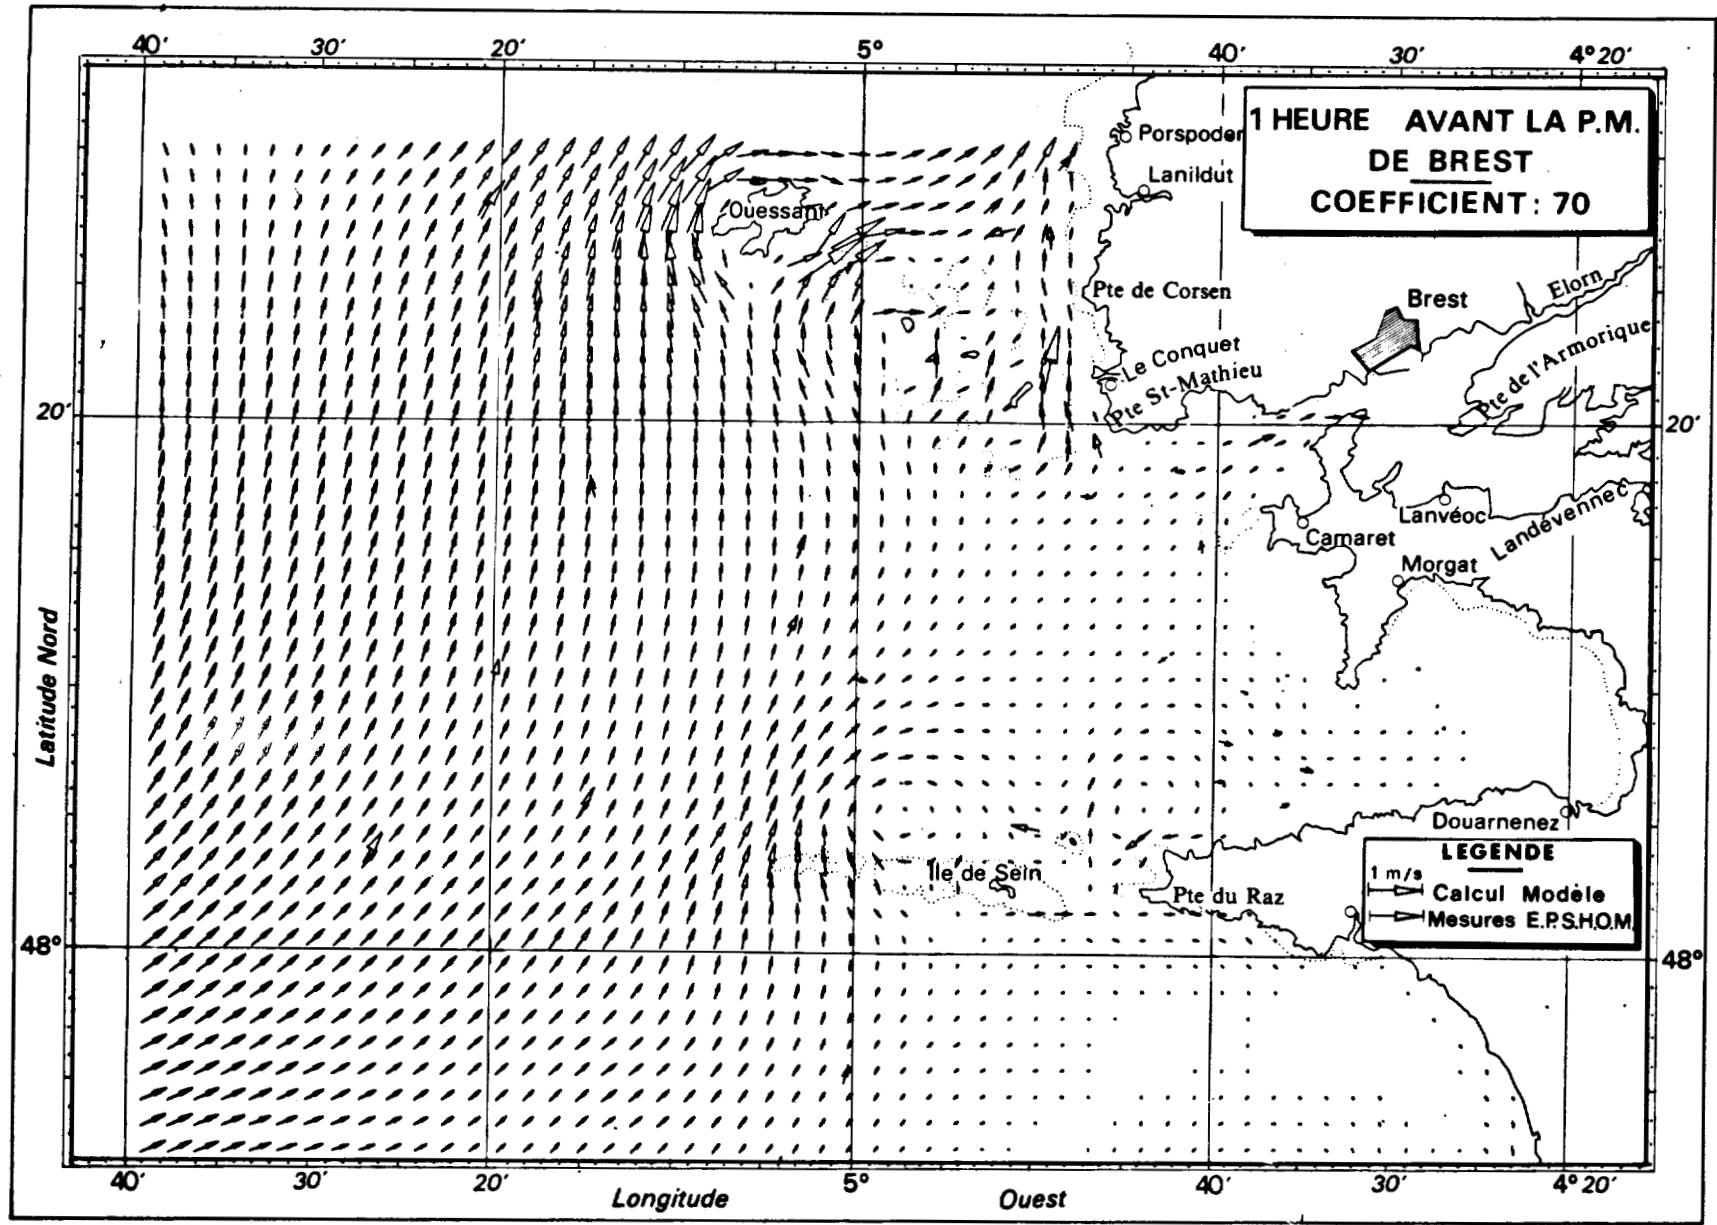 40' 30' 20' 5° 40' 30' 4° 20'
1 HEURE AVANT LA P.M.
DE BREST
COEFFICIENT : 70
Porspoder
Lanildut
Ouessant
Pte de Corsen
Brest
Elorn
Le Conquet
Pte St-Mathieu
Pte de l'Armorique
20' 20'
Lanvéoc
Landévennec
Camaret
Morgat
Latitude Nord
Douarnenez
Île de Sein
Pte du Raz
LEGENDE
1 m/s
Calcul Modèle
Mesures E.P.S.H.O.M.
48° 48°
40' 30' 20' 5° 40' 30' 4° 20'
Longitude Ouest